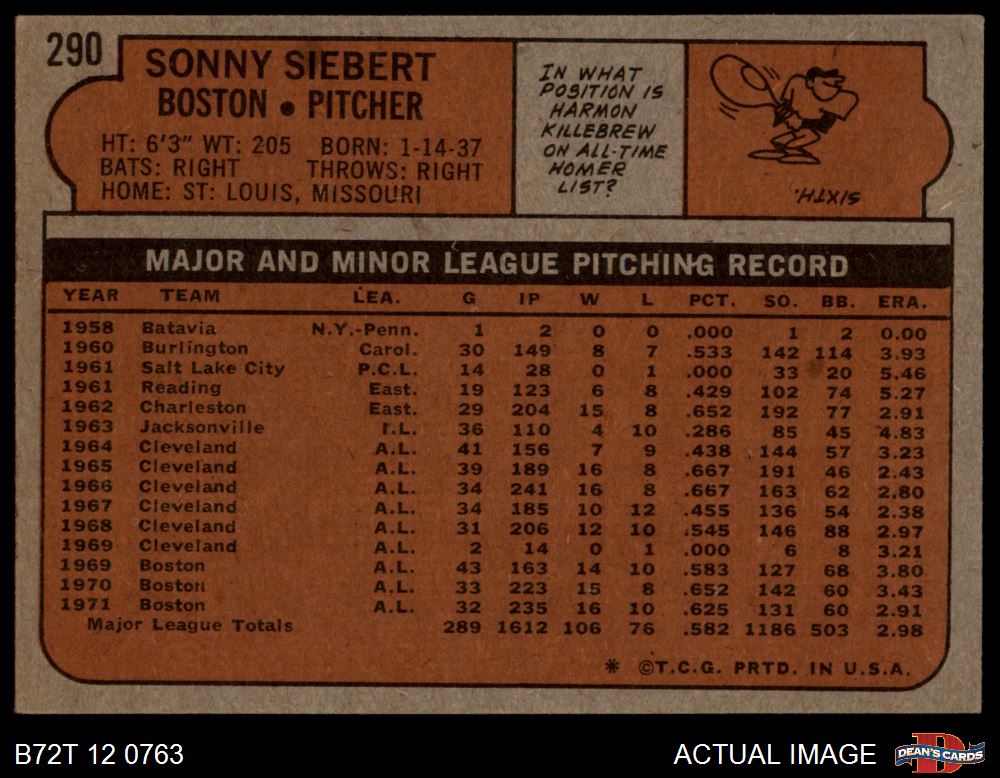 290
SONNY SIEBERT
BOSTON • PITCHER
HT: 6'3" WT: 205 BORN: 1-14-37
BATS: RIGHT THROWS: RIGHT
HOME: ST. LOUIS, MISSOURI
IN WHAT
POSITION IS
HARMON
KILLEBREW
ON ALL-TIME
HOMER
LIST?
SIXTH.
MAJOR AND MINOR LEAGUE PITCHING RECORD
YEAR TEAM LEA. G IP W L PCT. SO. BB. ERA.
1958 Batavia N.Y.-Penn. 1 2 0 0 .000 1 2 0.00
1960 Burlington Carol. 30 149 8 7 .533 142 114 3.93
1961 Salt Lake City P.C.L. 14 28 0 1 .000 33 20 5.46
1961 Reading East. 19 123 6 8 .429 102 74 5.27
1962 Charleston East. 29 204 15 8 .652 192 77 2.91
1963 Jacksonville I.L. 36 110 4 10 .286 85 45 4.83
1964 Cleveland A.L. 41 156 7 9 .438 144 57 3.23
1965 Cleveland A.L. 39 189 16 8 .667 191 46 2.43
1966 Cleveland A.L. 34 241 16 8 .667 163 62 2.80
1967 Cleveland A.L. 34 185 10 12 .455 136 54 2.38
1968 Cleveland A.L. 31 206 12 10 .545 146 88 2.97
1969 Cleveland A.L. 2 14 0 1 .000 6 8 3.21
1969 Boston A.L. 43 163 14 10 .583 127 68 3.80
1970 Boston A.L. 33 223 15 8 .652 142 60 3.43
1971 Boston A.L. 32 235 16 10 .625 131 60 2.91
Major League Totals 289 1612 106 76 .582 1186 503 2.98
* ©T.C.G. PRTD. IN U.S.A.
B72T 12 0763
ACTUAL IMAGE
D
DEAN'S CARDS